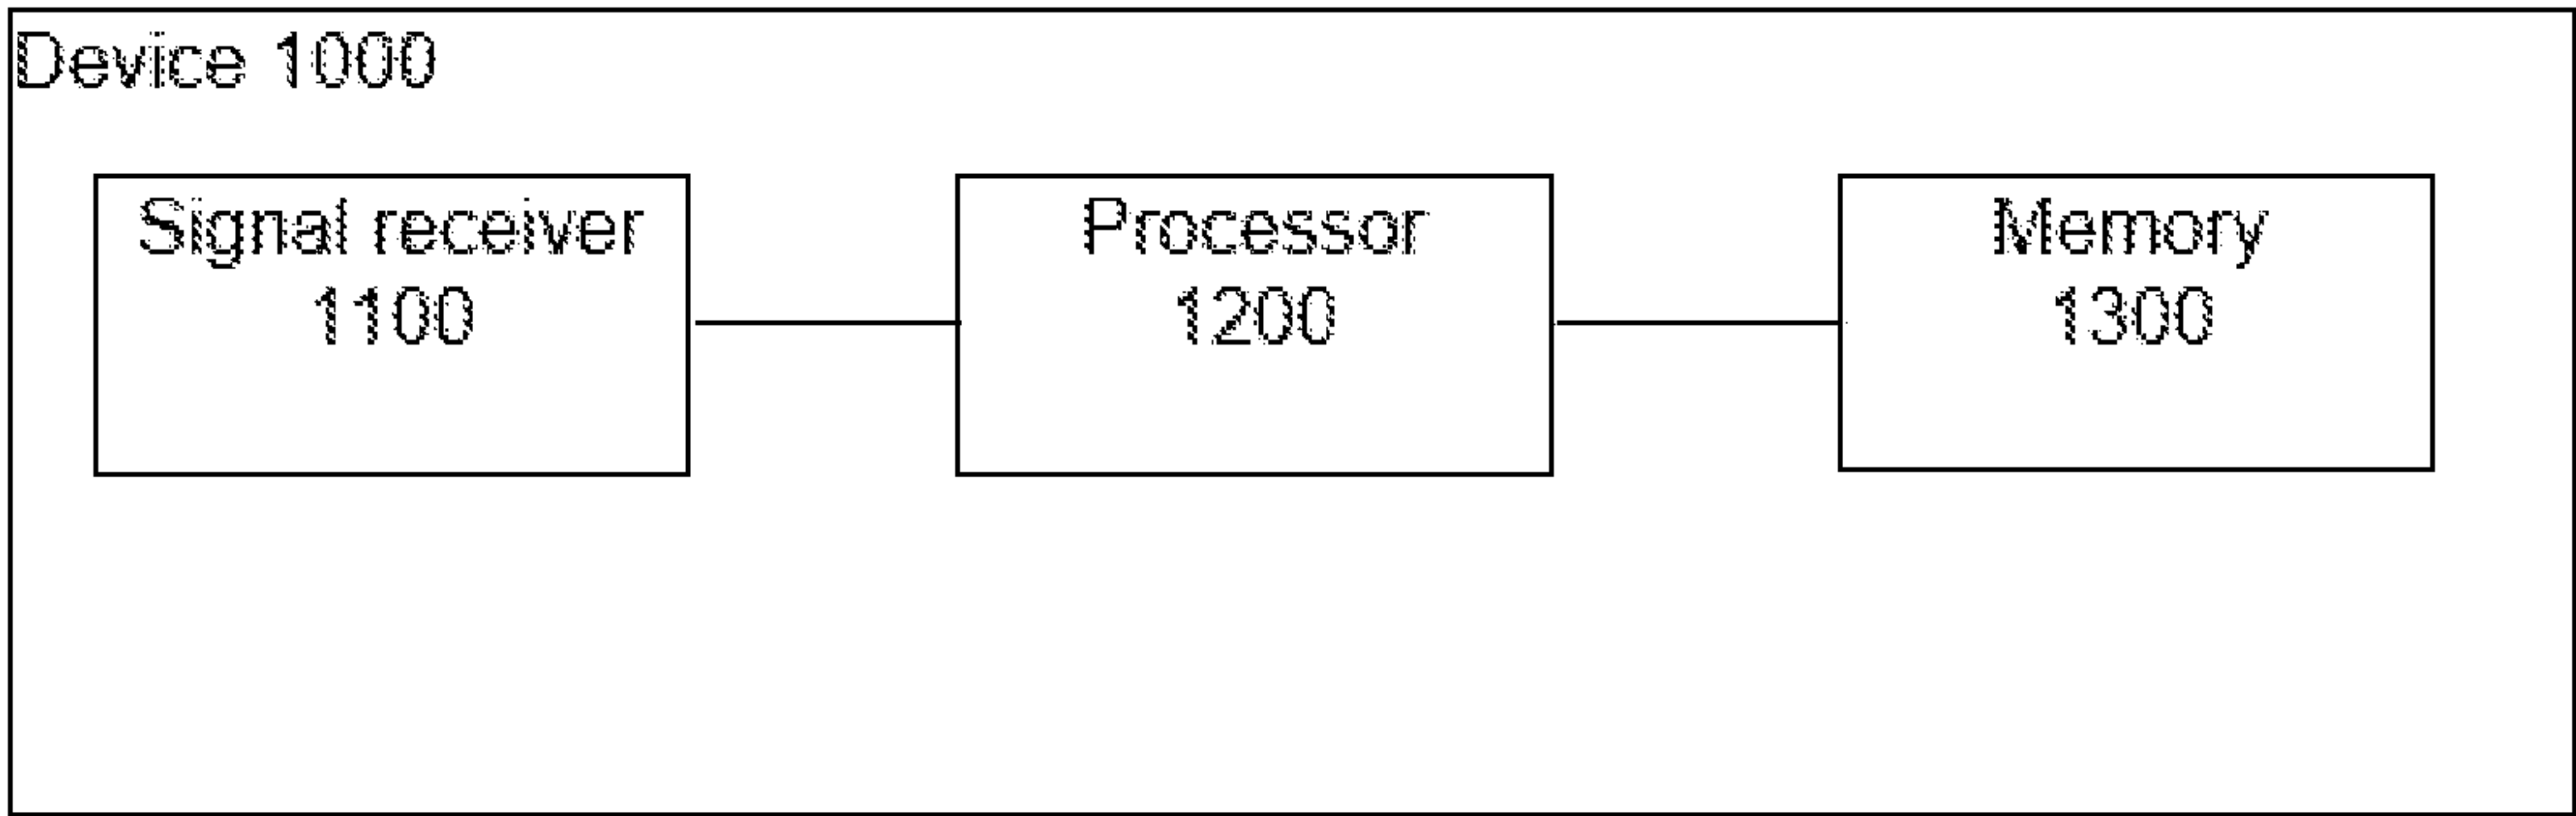 Device 1000
Signal receiver
1100
Processor
1200
Memory
1300